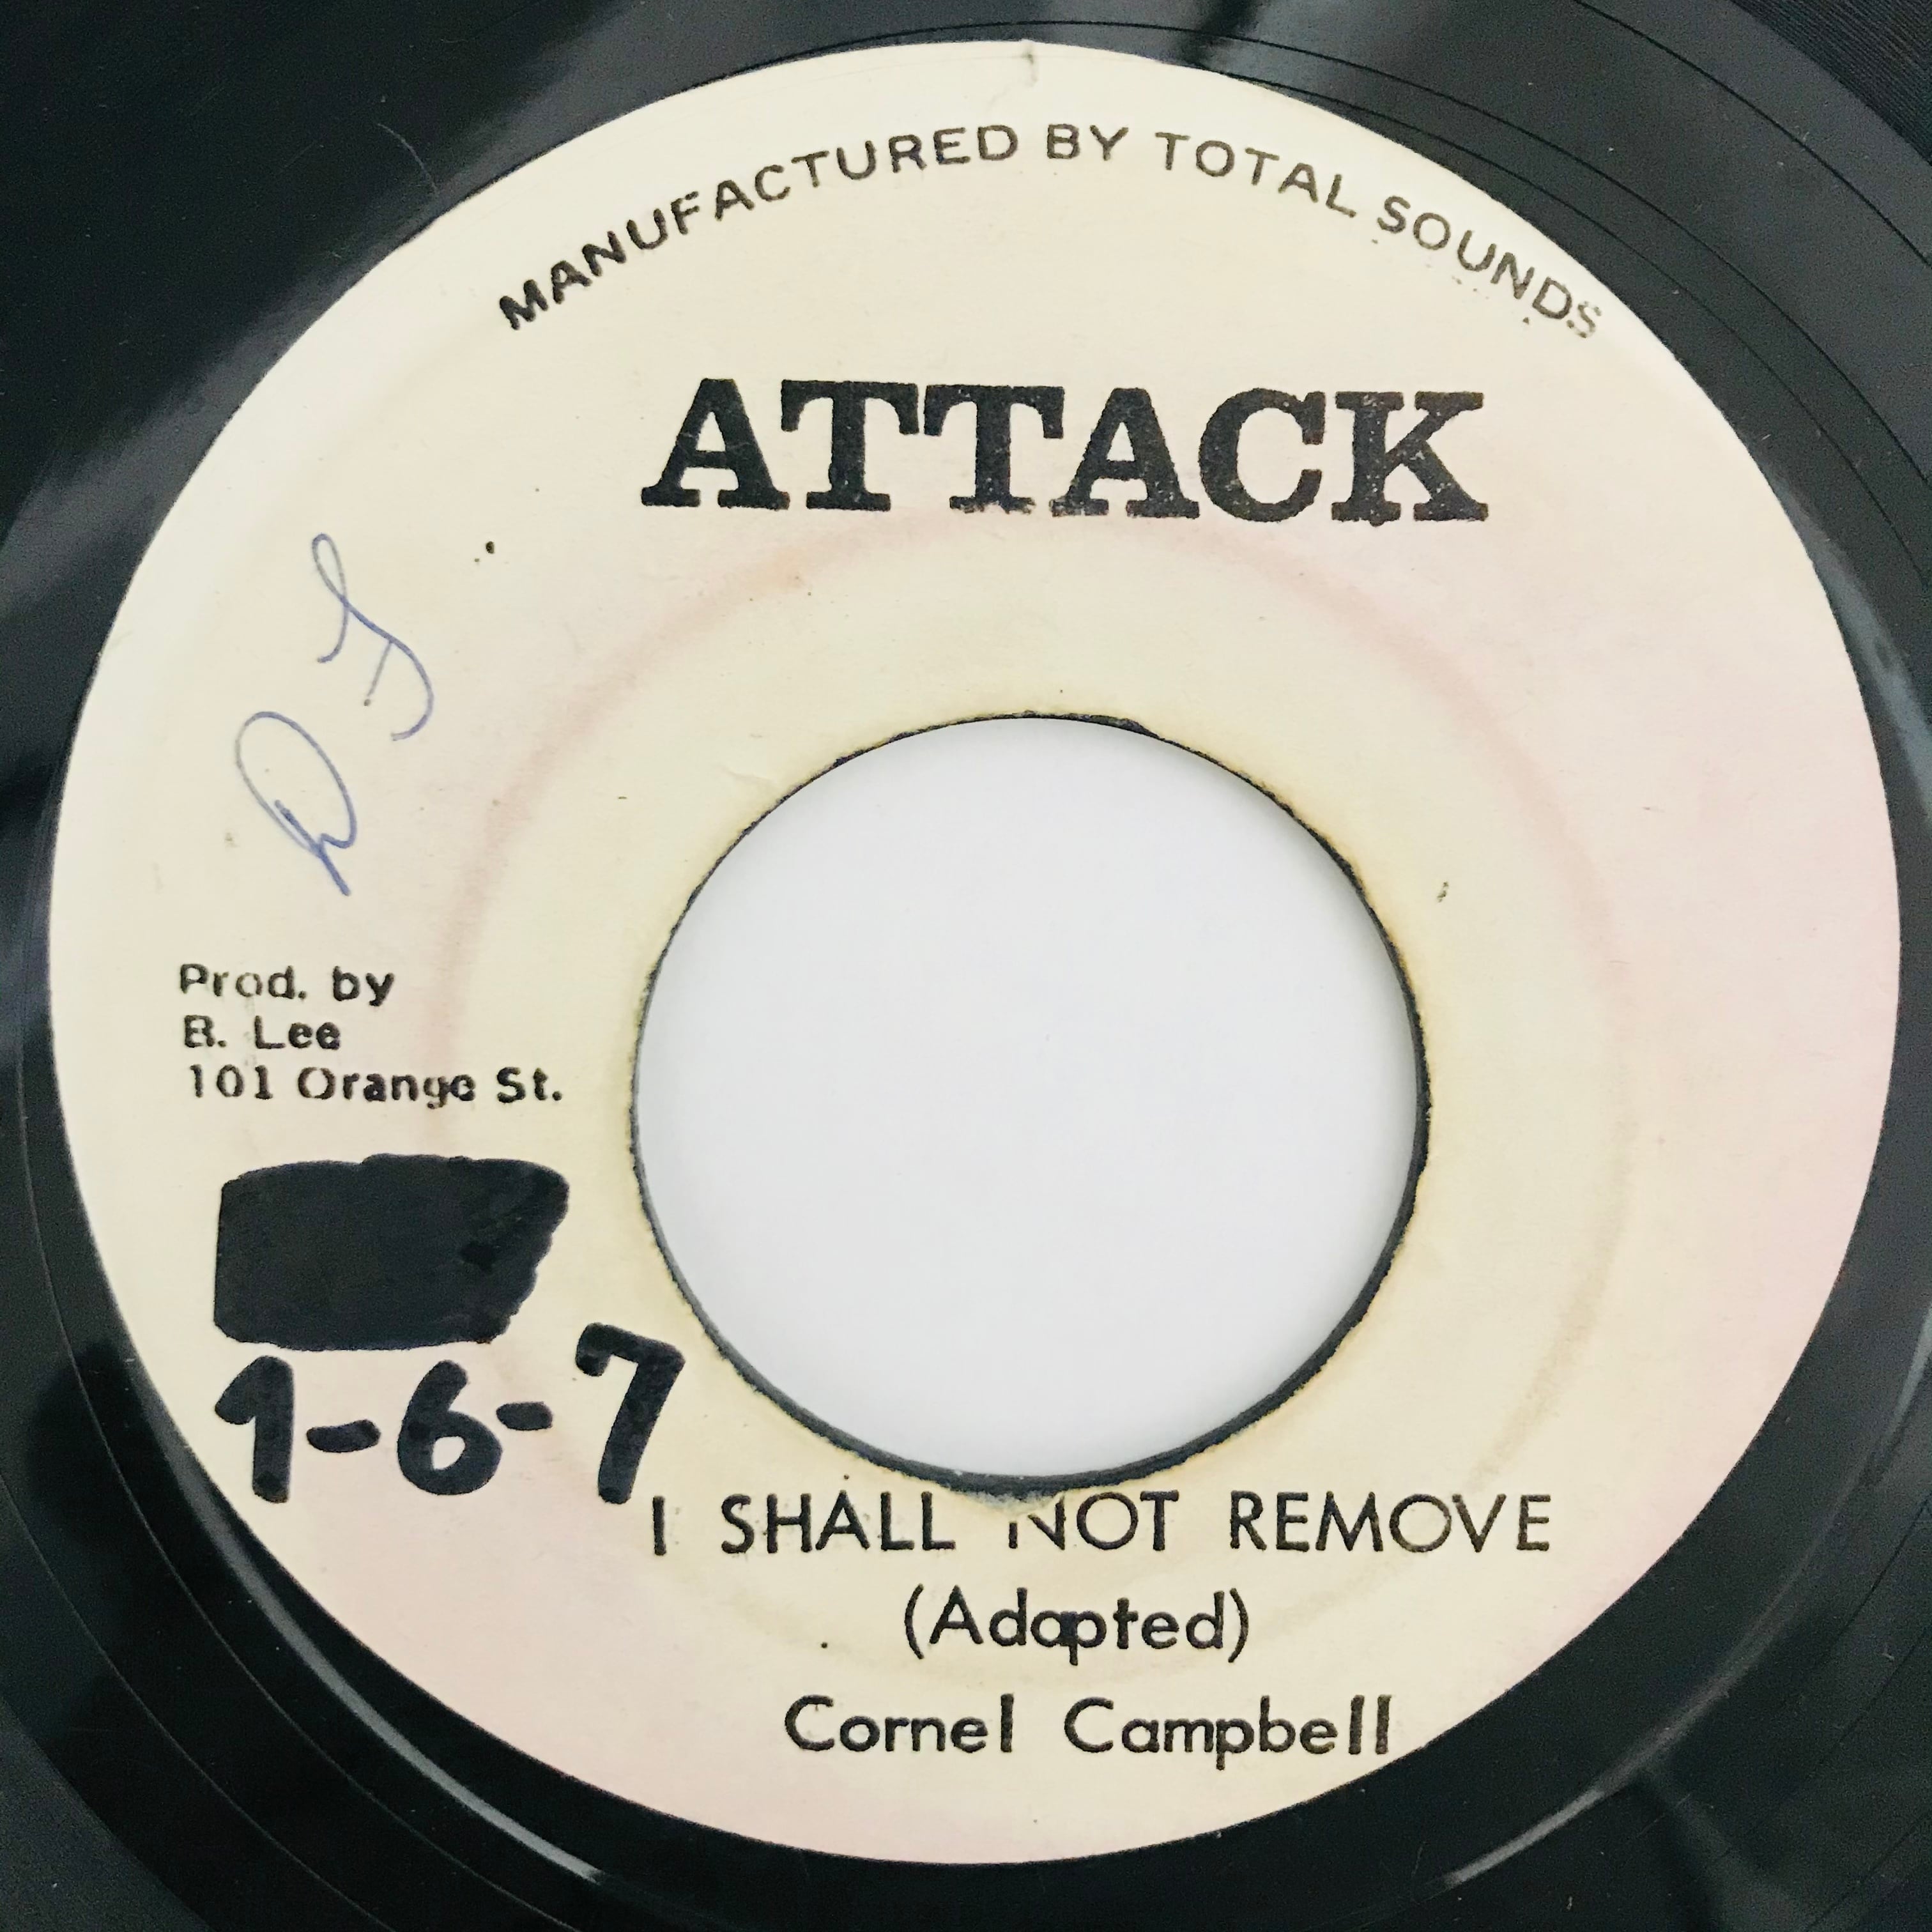 MANUFACTURED BY TOTAL SOUNDS
ATTACK
Prod. by
B. Lee
101 Orange St.
1-6-7
I SHALL NOT REMOVE
(Adapted)
Cornel Campbell